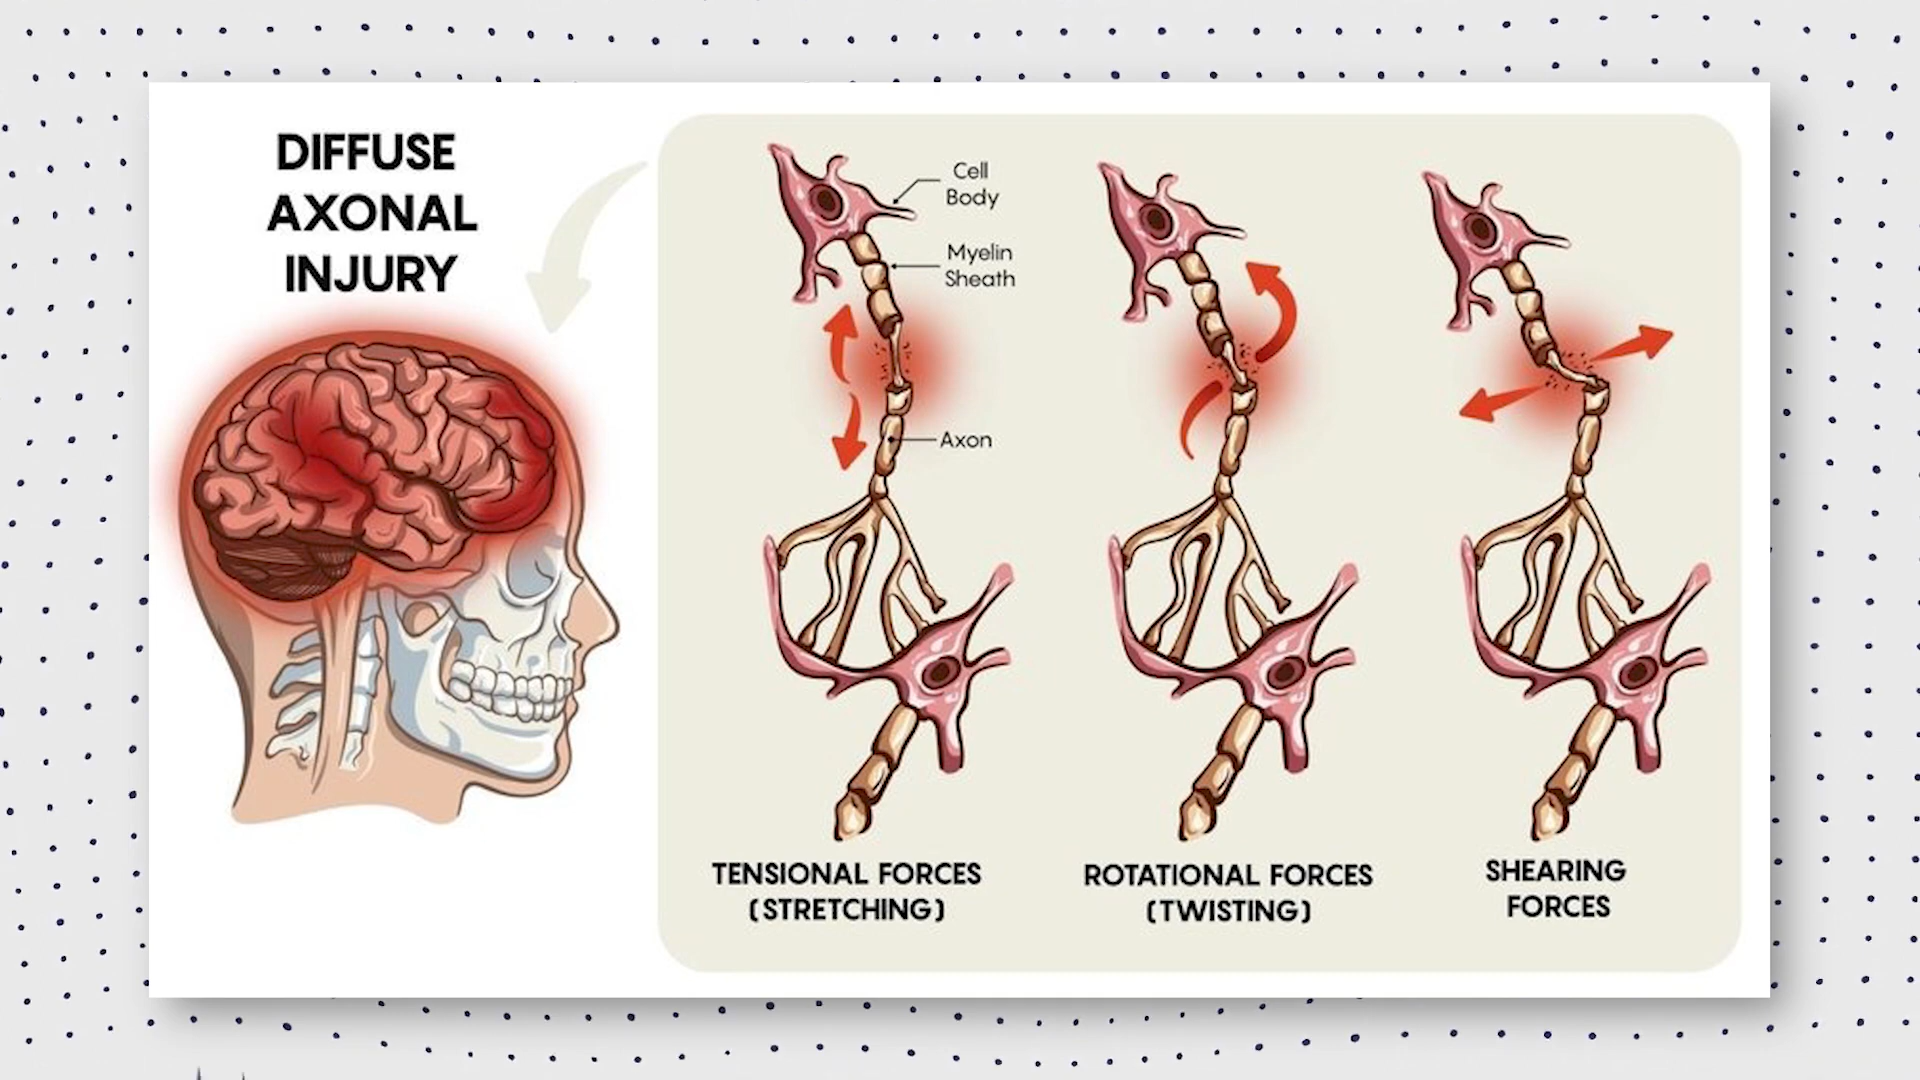 DIFFUSE
AXONAL
INJURY
Cell
Body
Myelin
Sheath
Axon
TENSIONAL FORCES
(STRETCHING)
ROTATIONAL FORCES
(TWISTING)
SHEARING
FORCES